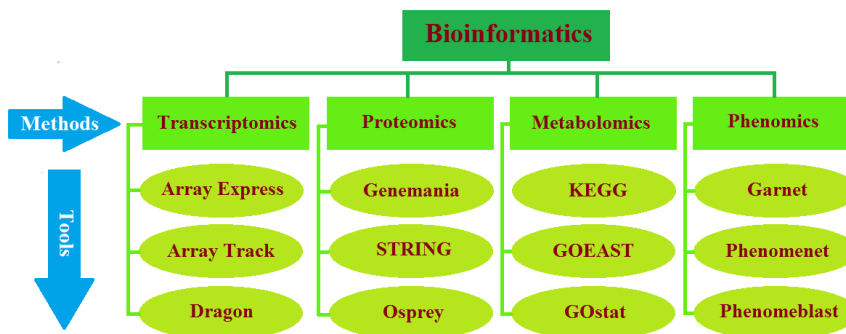 Bioinformatics
Methods
Transcriptomics
Proteomics
Metabolomics
Phenomics
Tools
Array Express
Genemania
KEGG
Garnet
Array Track
STRING
GOEAST
Phenomenet
Dragon
Osprey
GOstat
Phenomeblast